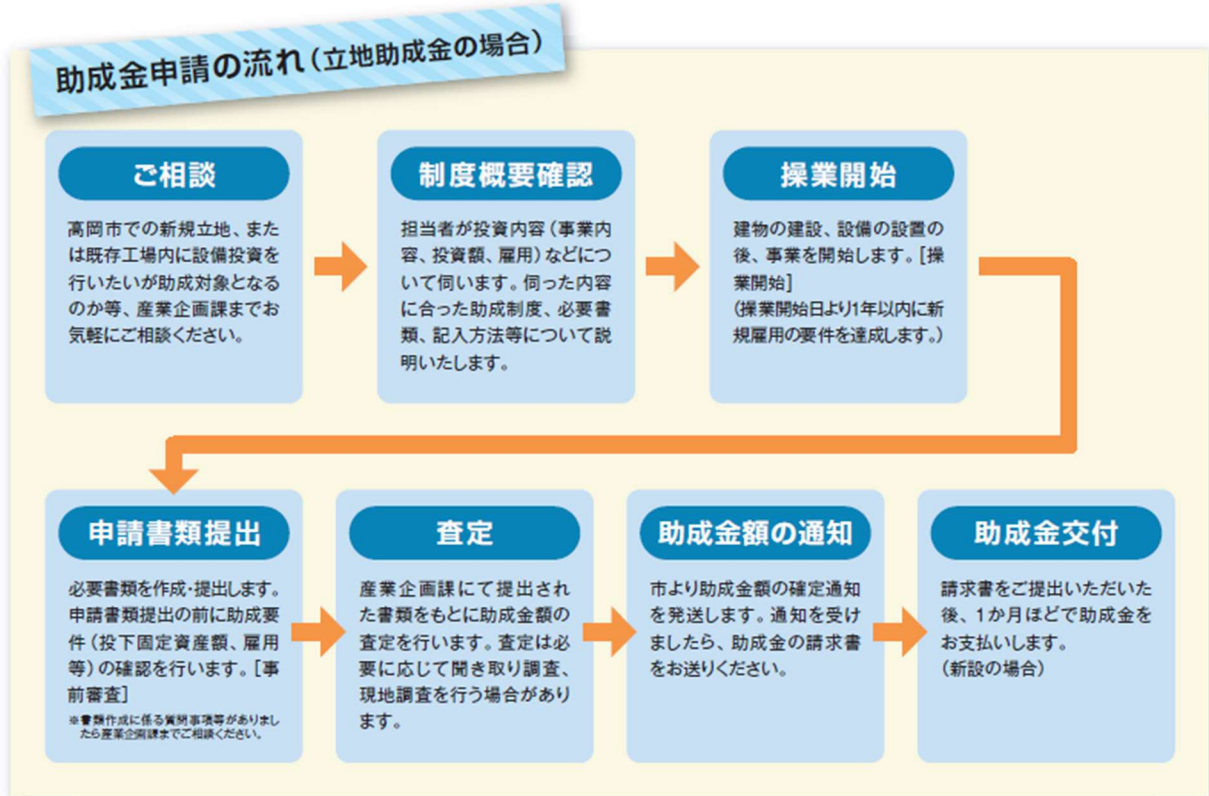 助成金申請の流れ(立地助成金の場合)
ご相談
高岡市での新規立地、また
は既存工場内に設備投資を
行いたいが助成対象となる
のか等、産業企画課までお
気軽にご相談ください。
制度概要確認
担当者が投資内容(事業内
容、投資額、雇用)などにつ
いて伺います。伺った内容
に合った助成制度、必要書
類、記入方法等について説
明いたします。
操業開始
建物の建設、設備の設置の
後、事業を開始します。[操
業開始]
(操業開始日より1年以内に新
規雇用の要件を達成します。)
申請書類提出
必要書類を作成・提出します。
申請書類提出の前に助成要
件(投下固定資産額、雇用
等)の確認を行います。[事
前審査]
※書類作成に係る質問事項等がありまし
たら産業企画課までご相談ください。
査定
産業企画課にて提出され
た書類をもとに助成金額の
査定を行います。査定は必
要に応じて聞き取り調査、
現地調査を行う場合があり
ます。
助成金額の通知
市より助成金額の確定通知
を発送します。通知を受け
ましたら、助成金の請求書
をお送りください。
助成金交付
請求書をご提出いただいた
後、1か月ほどで助成金を
お支払いします。
(新設の場合)